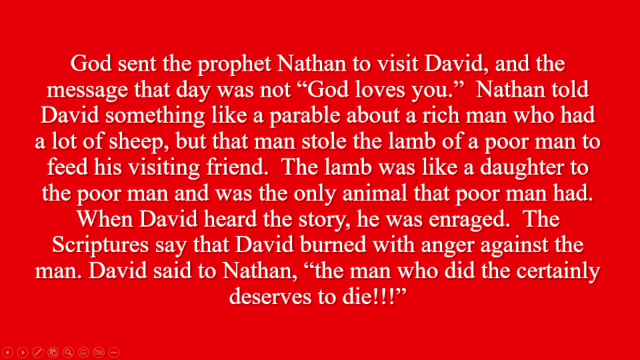 God sent the prophet Nathan to visit David, and the
message that day was not “God loves you.”  Nathan told
David something like a parable about a rich man who had
a lot of sheep, but that man stole the lamb of a poor man to
feed his visiting friend.  The lamb was like a daughter to
the poor man and was the only animal that poor man had.
When David heard the story, he was enraged.  The
Scriptures say that David burned with anger against the
man. David said to Nathan, “the man who did the certainly
deserves to die!!!”